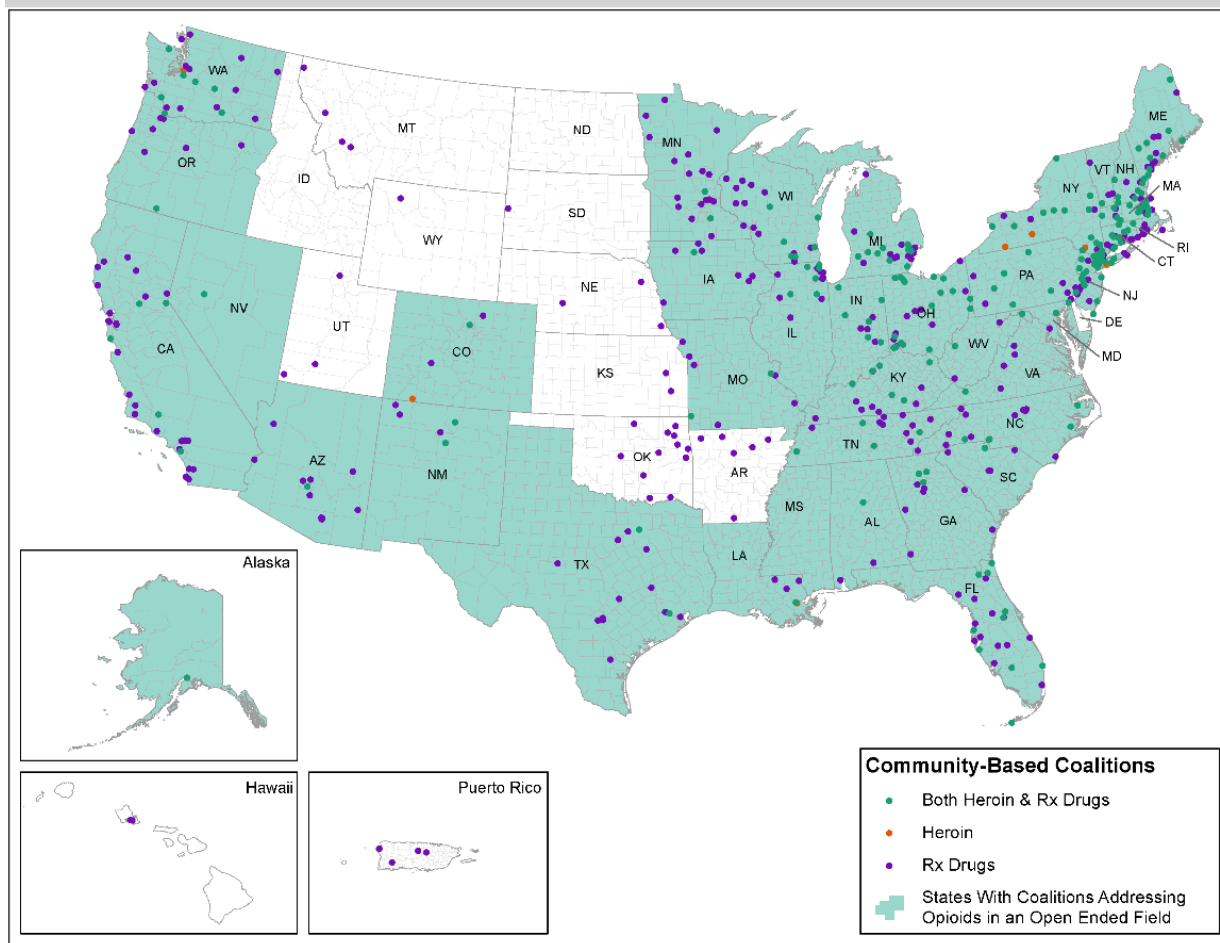 WA
MT
ND
MN
ME
OR
ID
SD
WI
VT
NH
NY
MA
WY
MI
RI
CT
IA
NE
PA
NJ
NV
UT
IL
IN
OH
DE
CA
CO
WV
MD
KS
MO
KY
VA
AZ
NM
OK
TN
NC
AR
SC
MS
AL
GA
TX
LA
FL
Alaska
Hawaii
Puerto Rico
Community-Based Coalitions
Both Heroin & Rx Drugs
Heroin
Rx Drugs
States With Coalitions Addressing
Opioids in an Open Ended Field